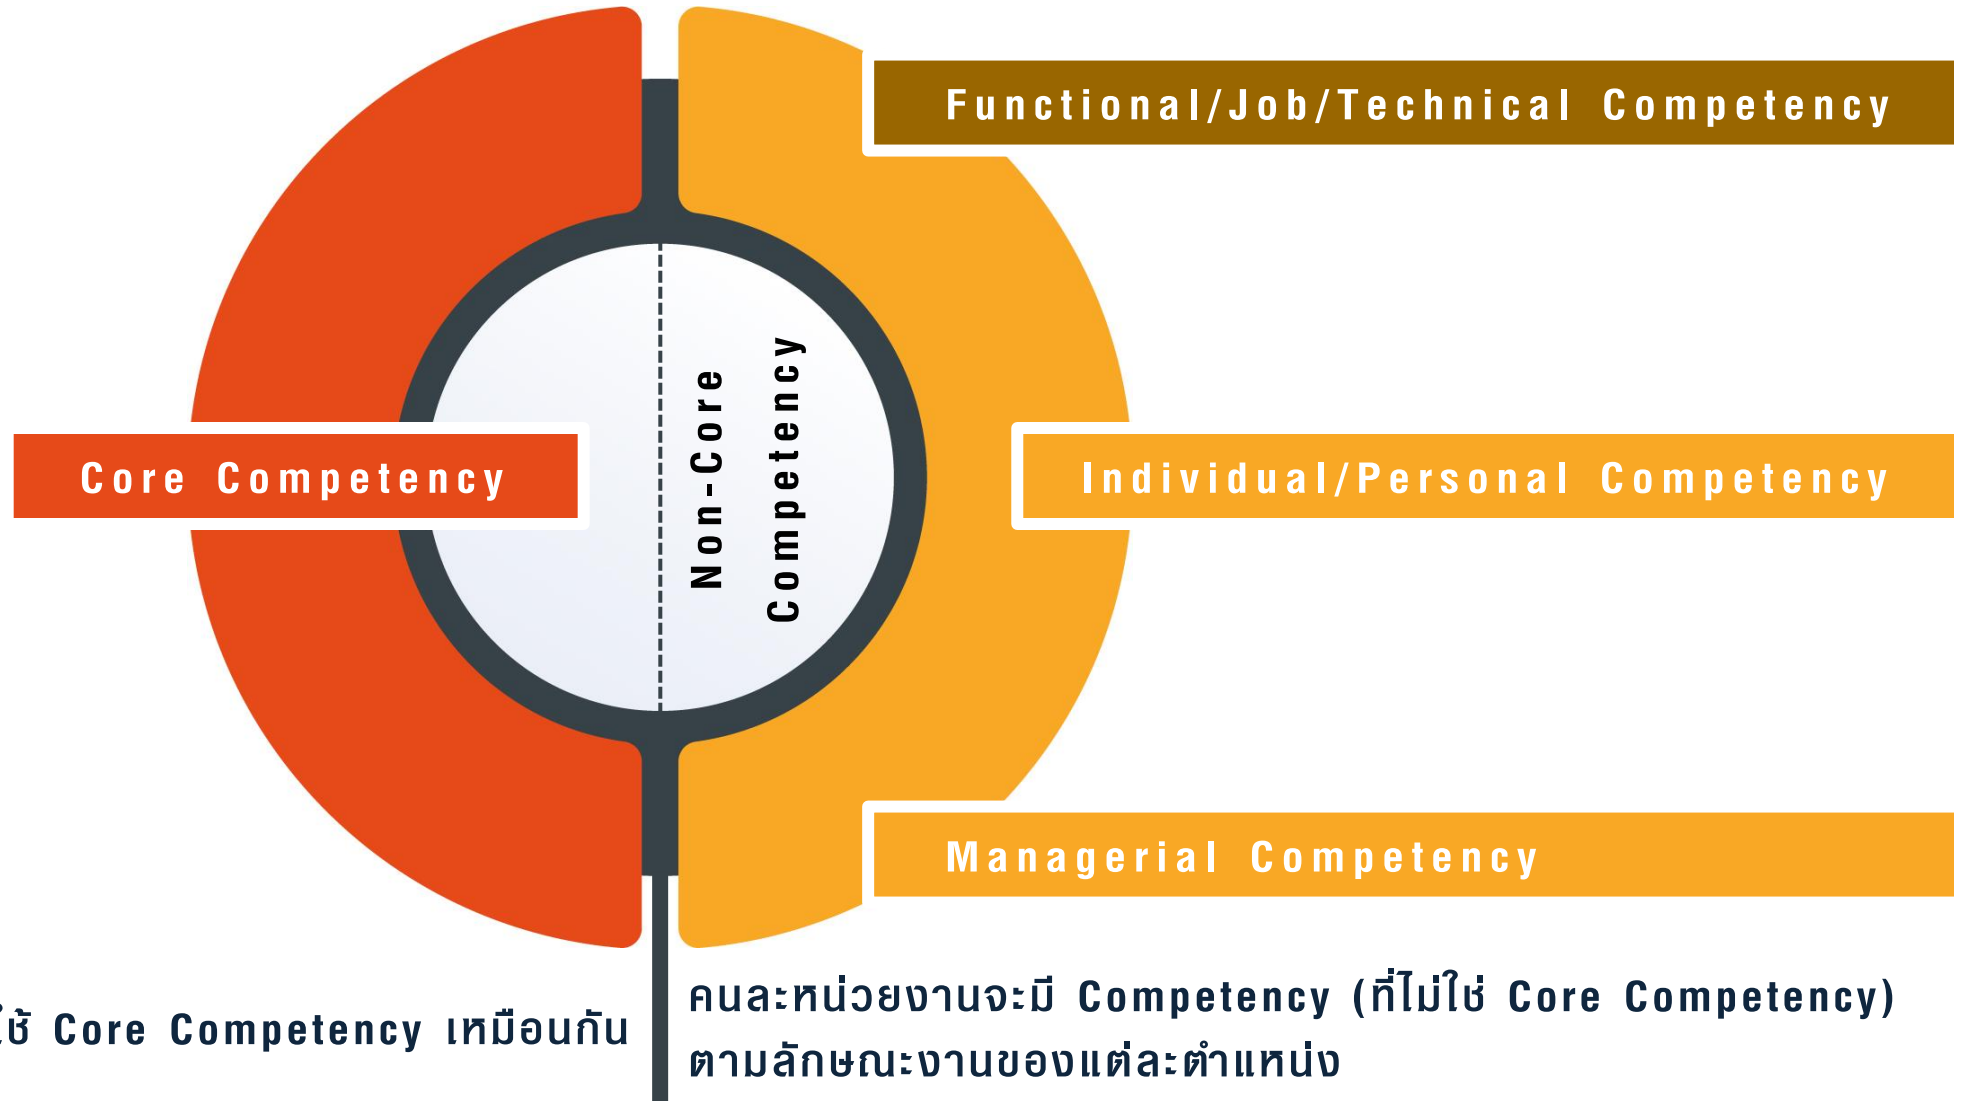 Functional/Job/Technical Competency
Core Competency
Non-Core
Competency
Individual/Personal Competency
Managerial Competency
Core Competency เหมือนกัน
คนละหน่วยงานจะมี Competency (ที่ไม่ใช่ Core Competency)
ตามลักษณะงานของแต่ละตำแหน่ง